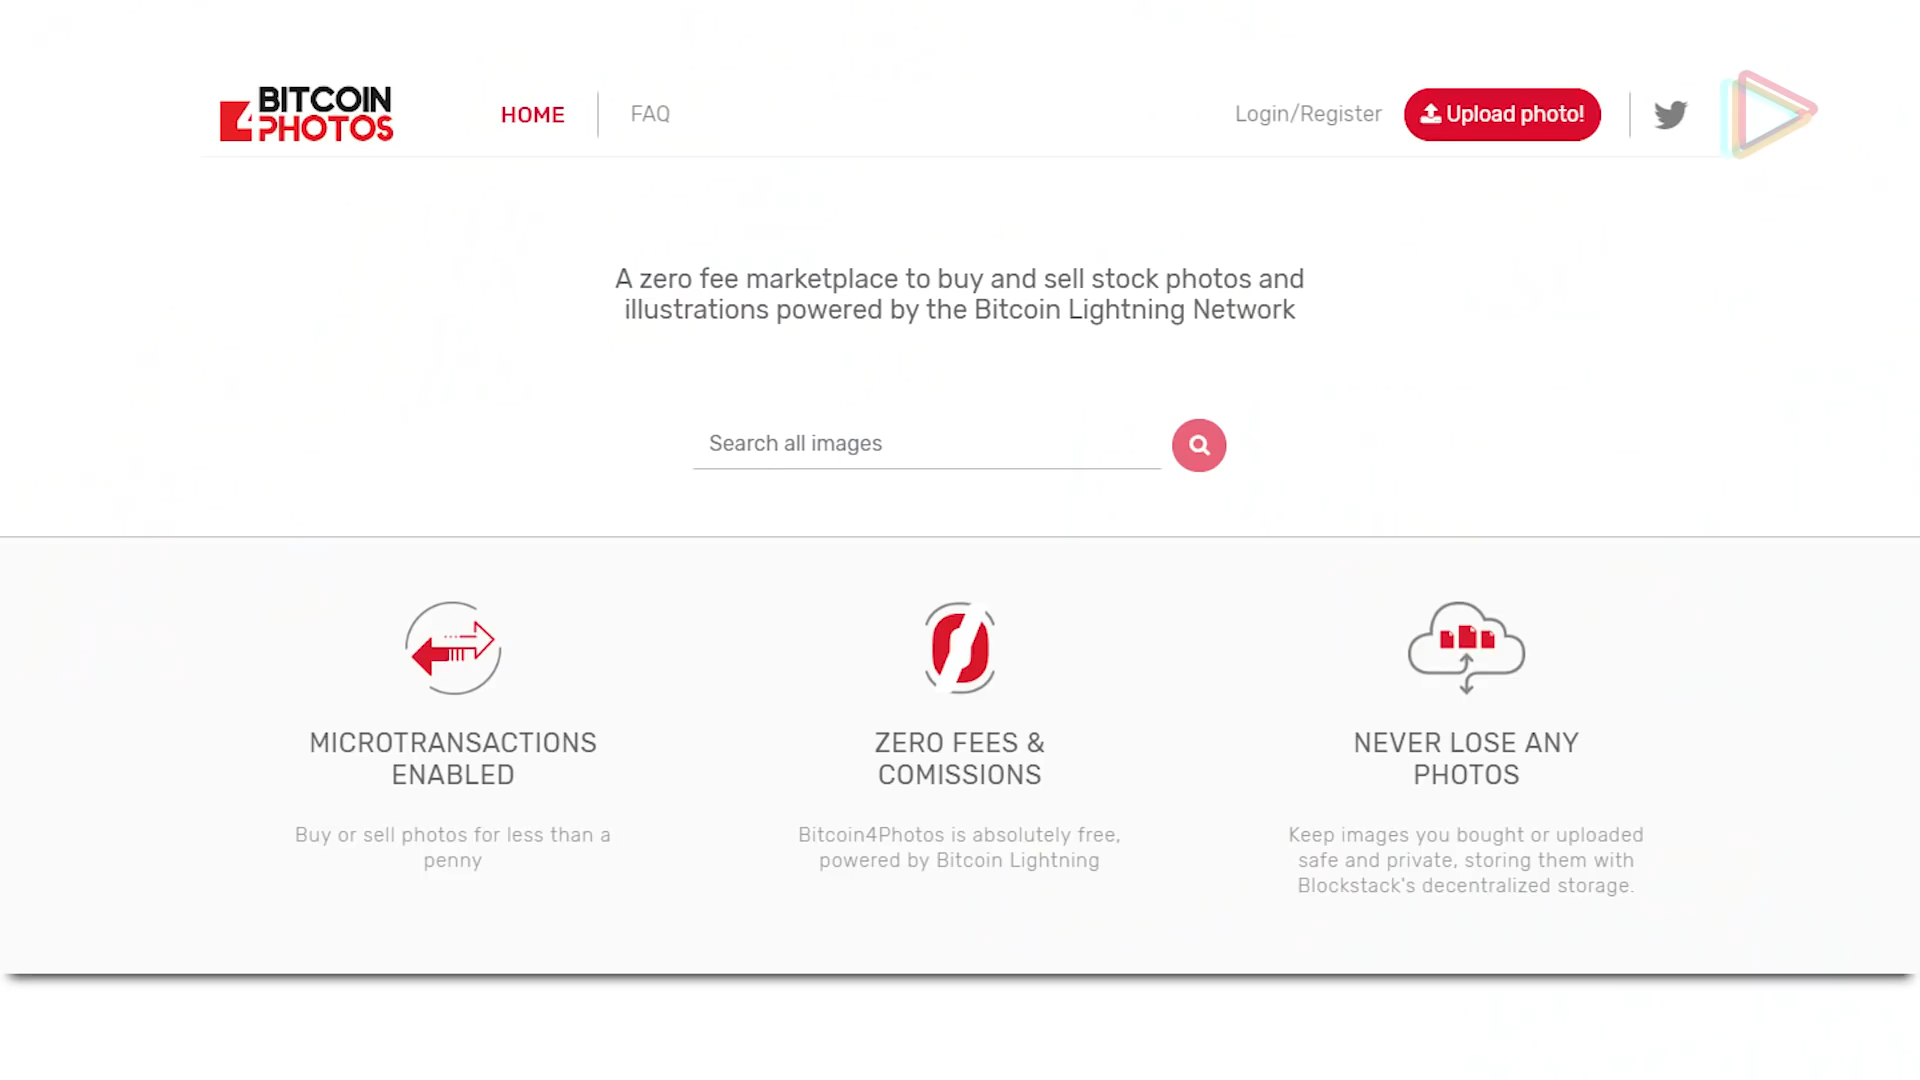 BITCOIN
4PHOTOS
HOME
FAQ
Login/Register
Upload photo!
A zero fee marketplace to buy and sell stock photos and
illustrations powered by the Bitcoin Lightning Network
Search all images
MICROTRANSACTIONS
ENABLED
Buy or sell photos for less than a
penny
ZERO FEES &
COMISSIONS
Bitcoin4Photos is absolutely free,
powered by Bitcoin Lightning
NEVER LOSE ANY
PHOTOS
Keep images you bought or uploaded
safe and private, storing them with
Blockstack's decentralized storage.